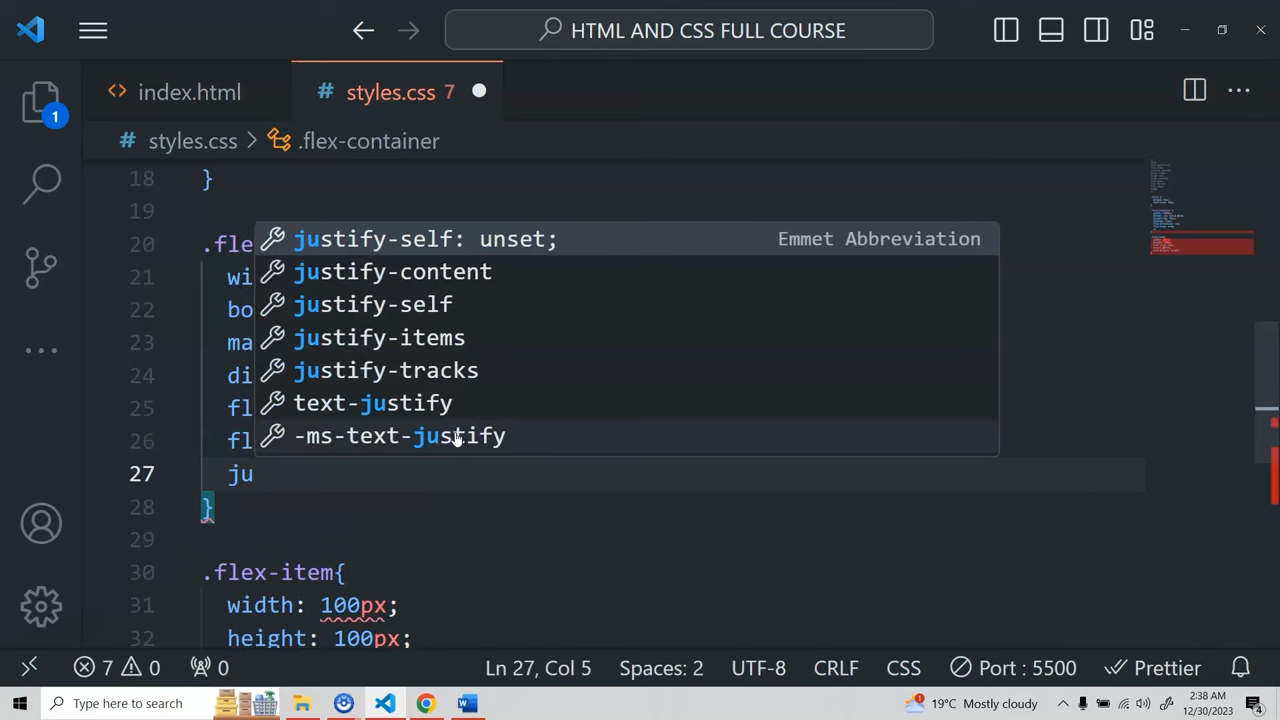 HTML AND CSS FULL COURSE
1
<> index.html
# styles.css 7
# styles.css > .flex-container
18 }
19
20 .fle
21 wi
22 bo
23 ma
24 di
25 fl
26 fl
justify-self: unset; Emmet Abbreviation
justify-content
justify-self
justify-items
justify-tracks
text-justify
-ms-text-justify
27 ju
28 }
29
30 .flex-item{
31 width: 100px;
32 height: 100px;
7 0 0 Ln 27, Col 5 Spaces: 2 UTF-8 CRLF CSS Port : 5500 Prettier
Type here to search 19°C Mostly cloudy 2:38 AM
12/30/2023 4